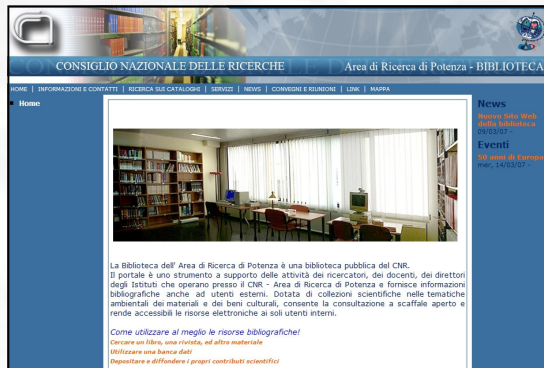 CONSIGLIO NAZIONALE DELLE RICERCHE
Area di Ricerca di Potenza - BIBLIOTECA
HOME | INFORMAZIONI E CONTATTI | RICERCA SUI CATALOGHI | SERVIZI | NEWS | CONVEGNI E RIUNIONI | LINK | MAPPA
Home
La Biblioteca dell' Area di Ricerca di Potenza è una biblioteca pubblica del CNR.
Il portale è uno strumento a supporto delle attività dei ricercatori, dei docenti, dei direttori
degli Istituti che operano presso il CNR - Area di Ricerca di Potenza e fornisce informazioni
bibliografiche anche ad utenti esterni. Dotata di collezioni scientifiche nelle tematiche
ambientali dei materiali e dei beni culturali, consente la consultazione a scaffale aperto e
rende accessibili le risorse elettroniche ai soli utenti interni.
Come utilizzare al meglio le risorse bibliografiche!
Cercare un libro, una rivista, ed altro materiale
Utilizzare una banca dati
Depositare e diffondere i propri contributi scientifici
News
Nuovo Sito Web
della biblioteca
09/03/07 -
Eventi
50 anni di Europa
mer, 14/03/07 -